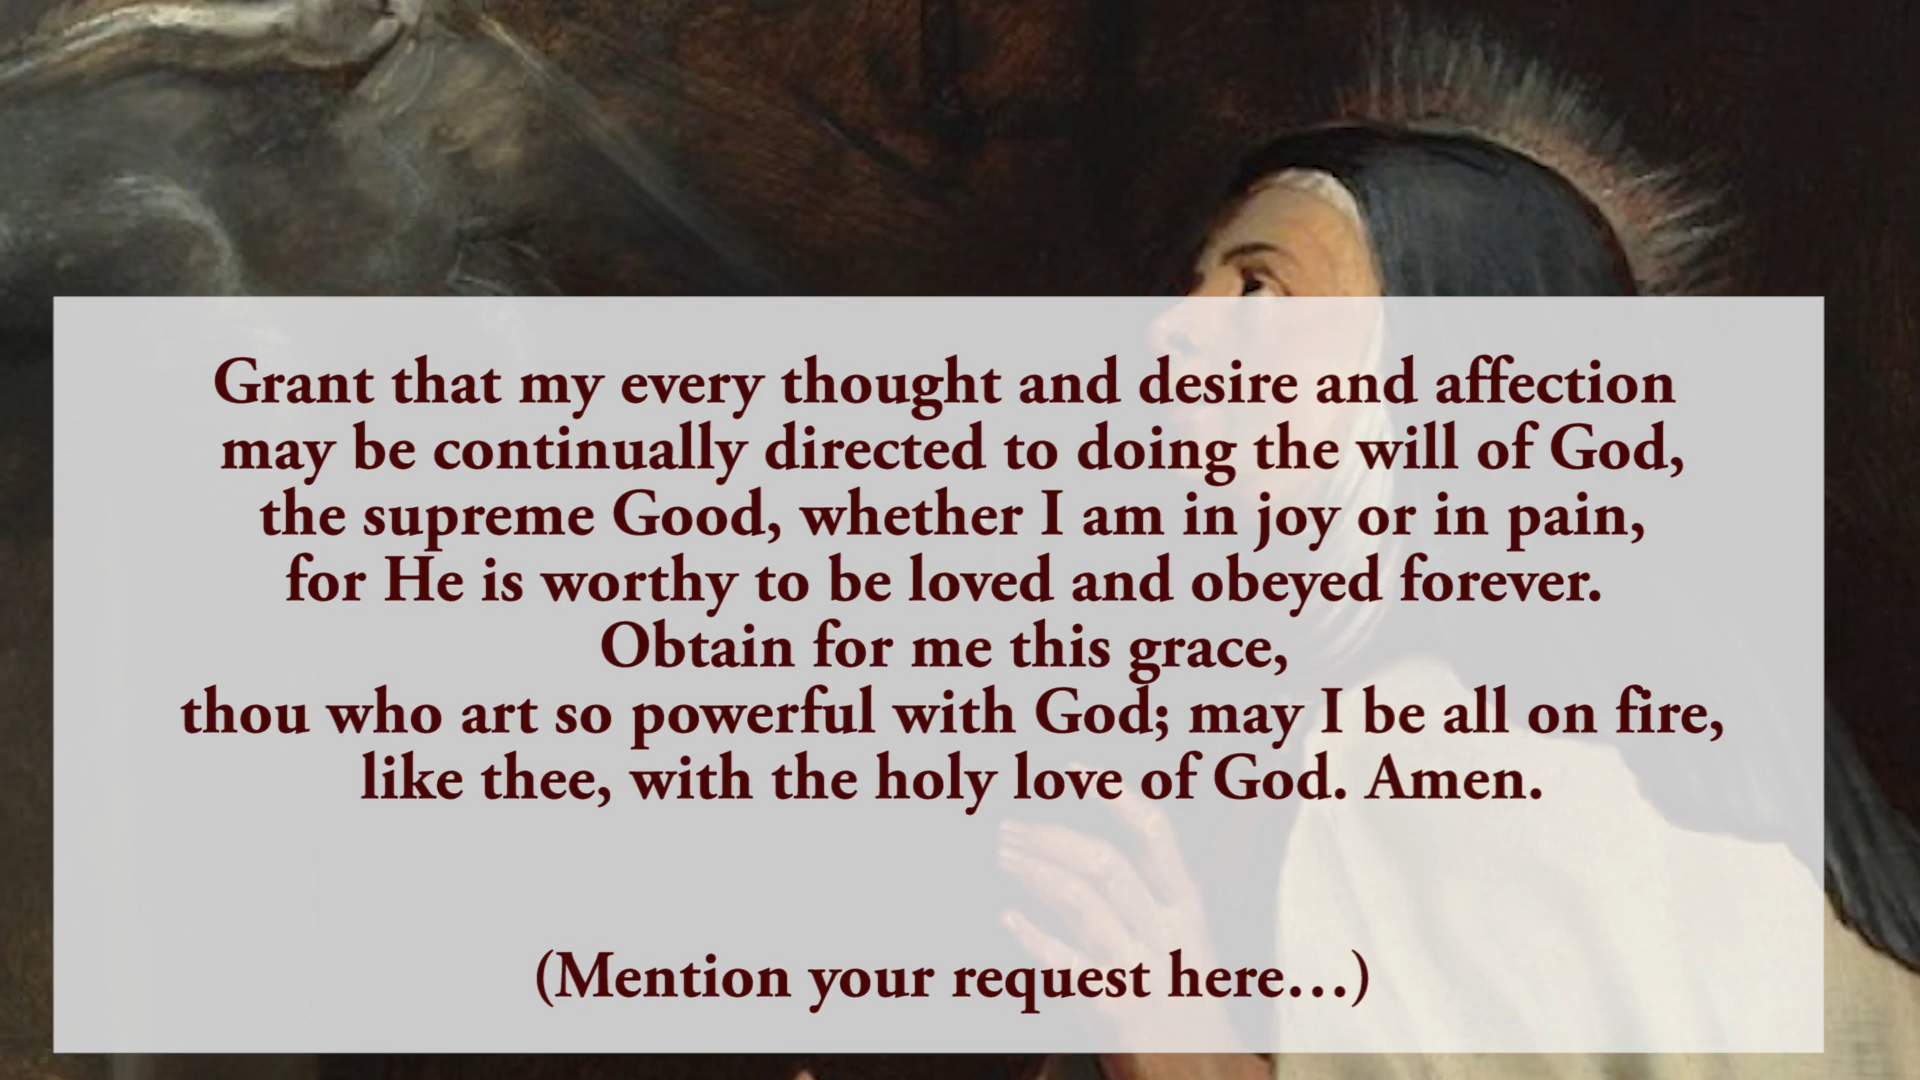 Grant that my every thought and desire and affection
may be continually directed to doing the will of God,
the supreme Good, whether I am in joy or in pain,
for He is worthy to be loved and obeyed forever.
Obtain for me this grace,
thou who art so powerful with God; may I be all on fire,
like thee, with the holy love of God. Amen.
(Mention your request here…)